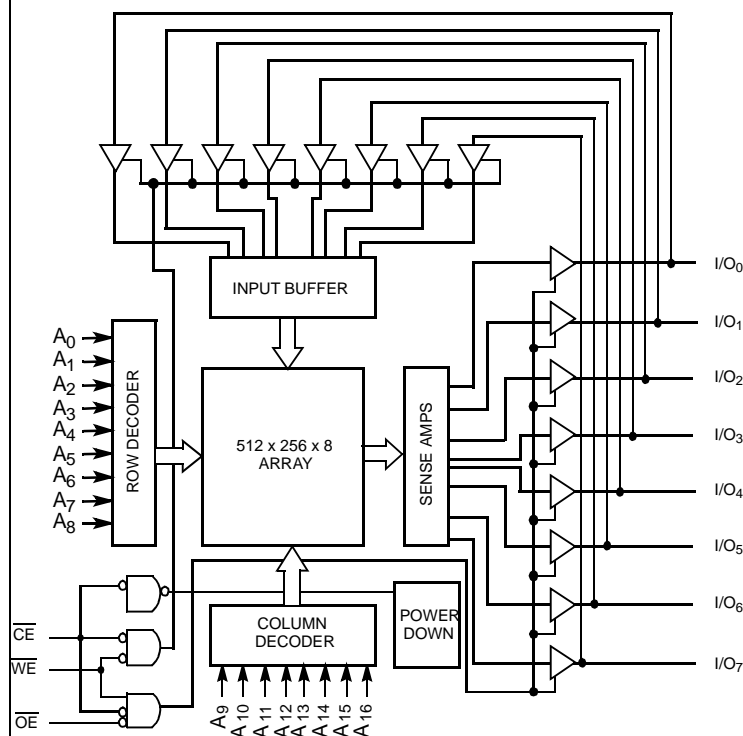 INPUT BUFFER
I/O0
I/O1
I/O2
I/O3
I/O4
I/O5
I/O6
I/O7
A0
A1
A2
A3
A4
A5
A6
A7
A8
ROW DECODER
512 x 256 x 8
ARRAY
SENSE AMPS
COLUMN
DECODER
POWER
DOWN
CE
WE
OE
A9
A10
A11
A12
A13
A14
A15
A16